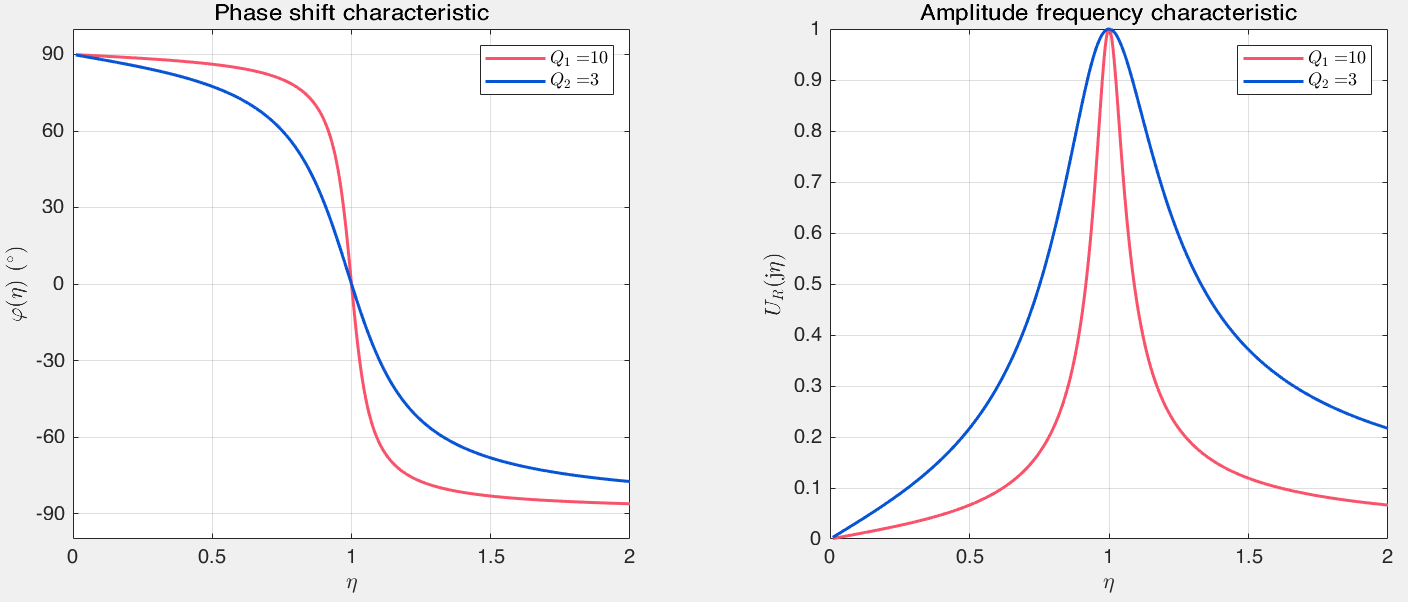 Phase shift characteristic
Q₁ =10
Q₂ =3
90
60
30
0
-30
-60
-90
φ(η) (°)
0 0.5 1 1.5 2
η
Amplitude frequency characteristic
Q₁ =10
Q₂ =3
1
0.9
0.8
0.7
0.6
0.5
0.4
0.3
0.2
0.1
0
U_R(jη)
0 0.5 1 1.5 2
η